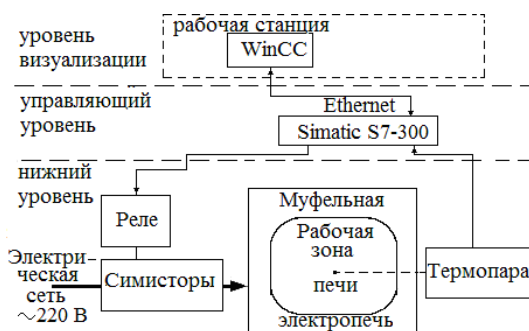 уровень
визуализации
рабочая станция
WinCC
управляющий
уровень
Ethernet
Simatic S7-300
нижний
уровень
Реле
Электри-
ческая
сеть
~220 В
Симисторы
Муфельная
Рабочая
зона
печи
электропечь
Термопара